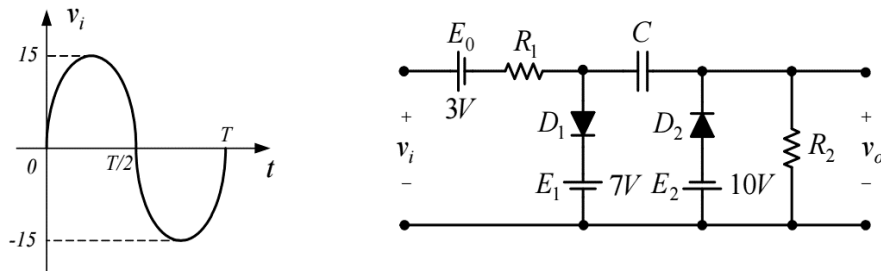 v_i
15
0
T/2
T
t
-15
E_0
R_1
C
3V
D_1
D_2
R_2
+
v_i
-
+
v_o
-
E_1
7V
E_2
10V